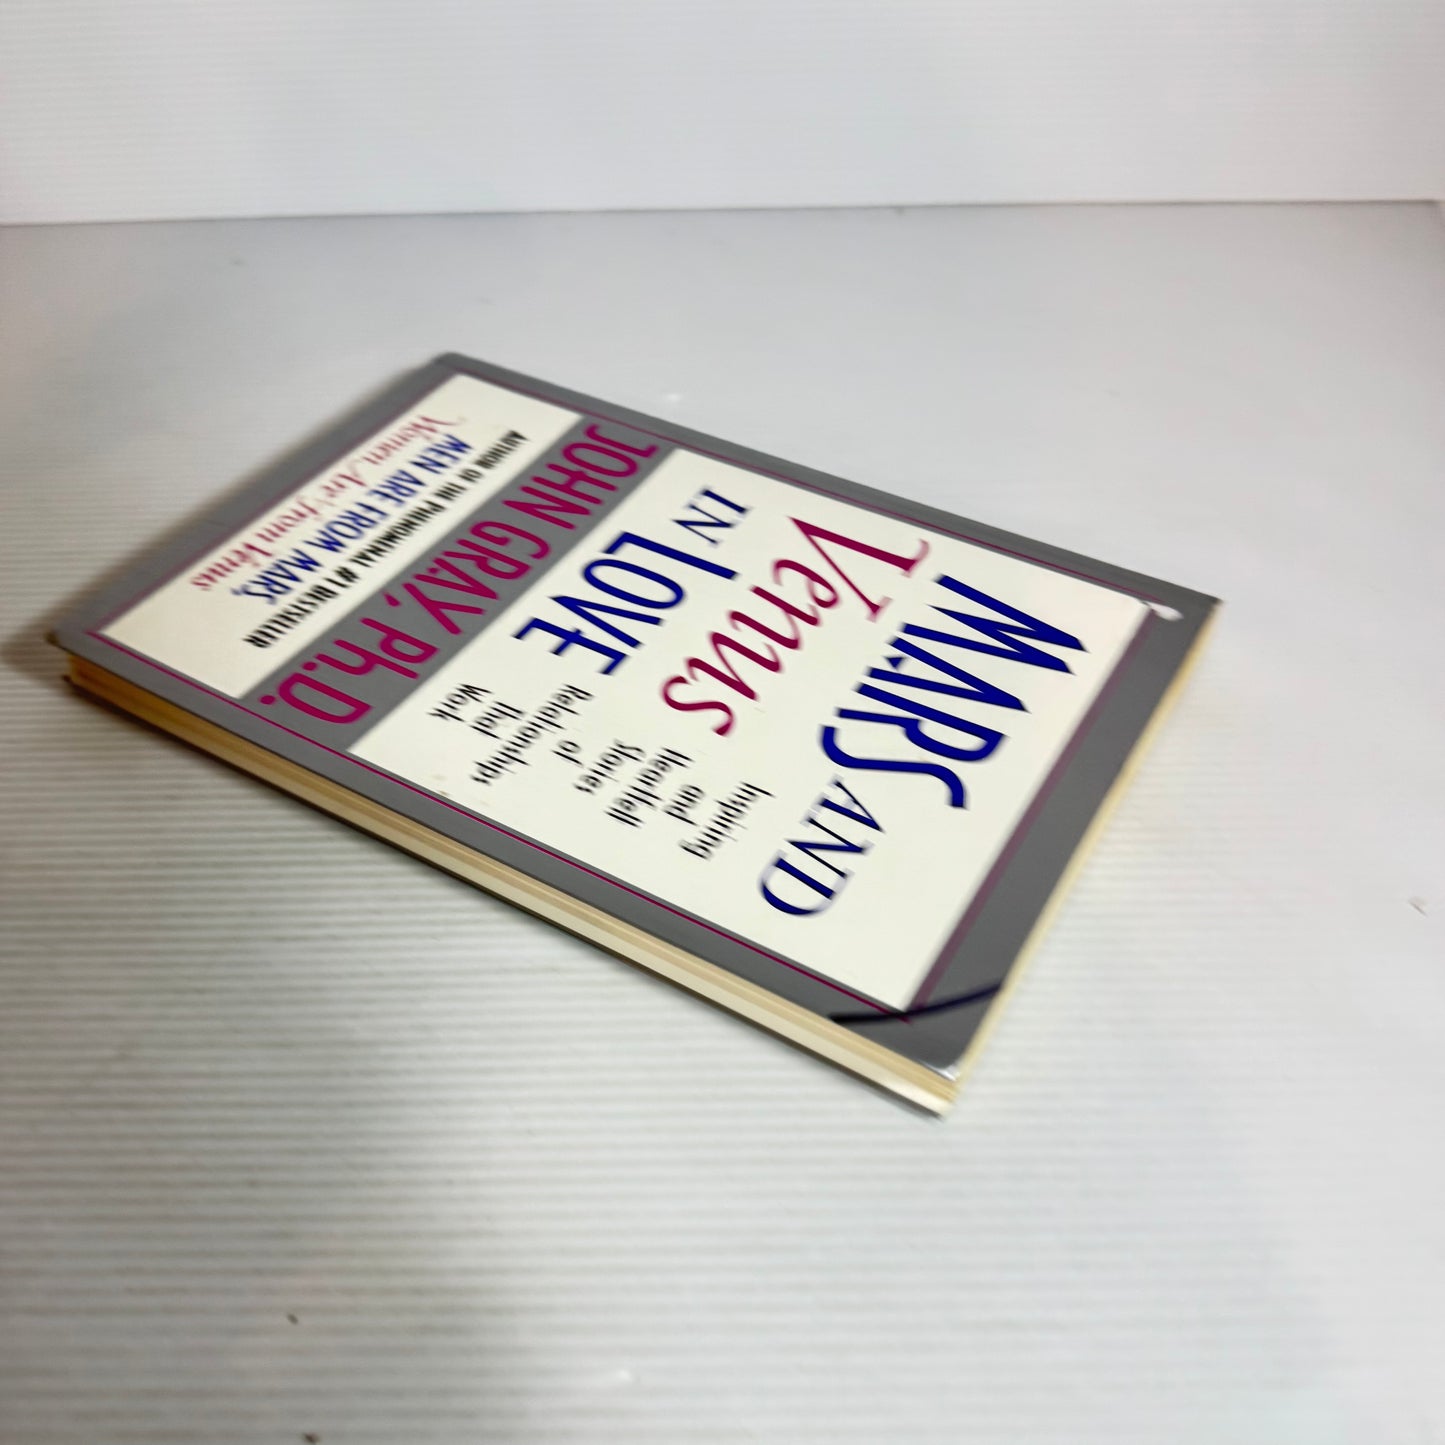 MARS AND
Venus
IN LOVE
Inspiring
and
Heartfelt
Stories
of
Relationships
that
Work
JOHN GRAY, Ph.D.
AUTHOR OF THE PHENOMENAL #1 BESTSELLER
MEN ARE FROM MARS,
Women Are from Venus